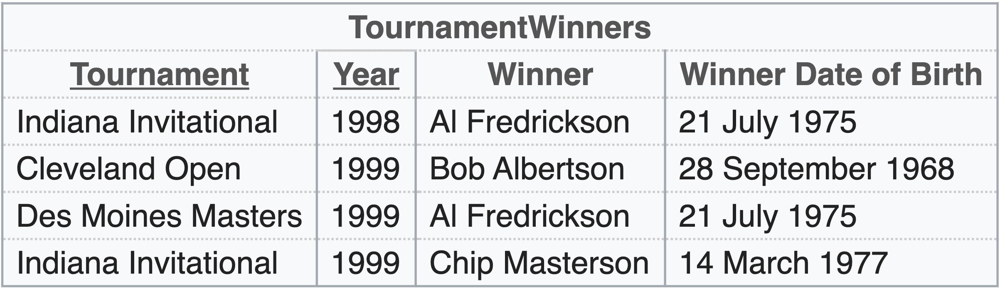 TournamentWinners
Tournament Year Winner Winner Date of Birth
Indiana Invitational 1998 Al Fredrickson 21 July 1975
Cleveland Open 1999 Bob Albertson 28 September 1968
Des Moines Masters 1999 Al Fredrickson 21 July 1975
Indiana Invitational 1999 Chip Masterson 14 March 1977